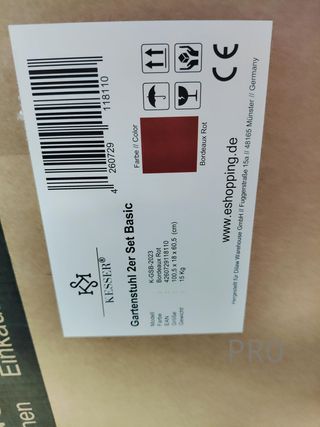 4 260729 118110
Farbe // Color
Bordeaux Rot
KESSER®
Gartenstuhl 2er Set Basic
Modell : K-GSB-2023
Farbe : Bordeaux Rot
EAN : 4260729118110
Größe : 100,5 x 18 x 60,5 (cm)
Gewicht : 15 Kg
CE
www.eshopping.de
Hergestellt für Dilaw Warehouse GmbH // Fuggerstraße 15a // 48165 Münster // Germany
PRO
Einka
nen